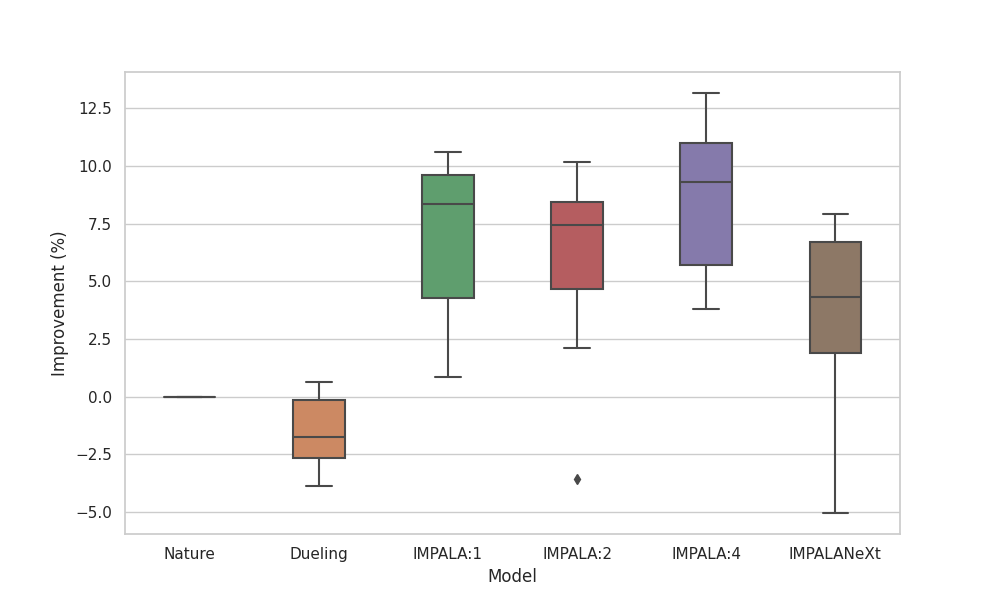 12.5
10.0
7.5
5.0
2.5
0.0
−2.5
−5.0
Improvement (%)
Nature
Dueling
IMPALA:1
IMPALA:2
IMPALA:4
IMPALANeXt
Model